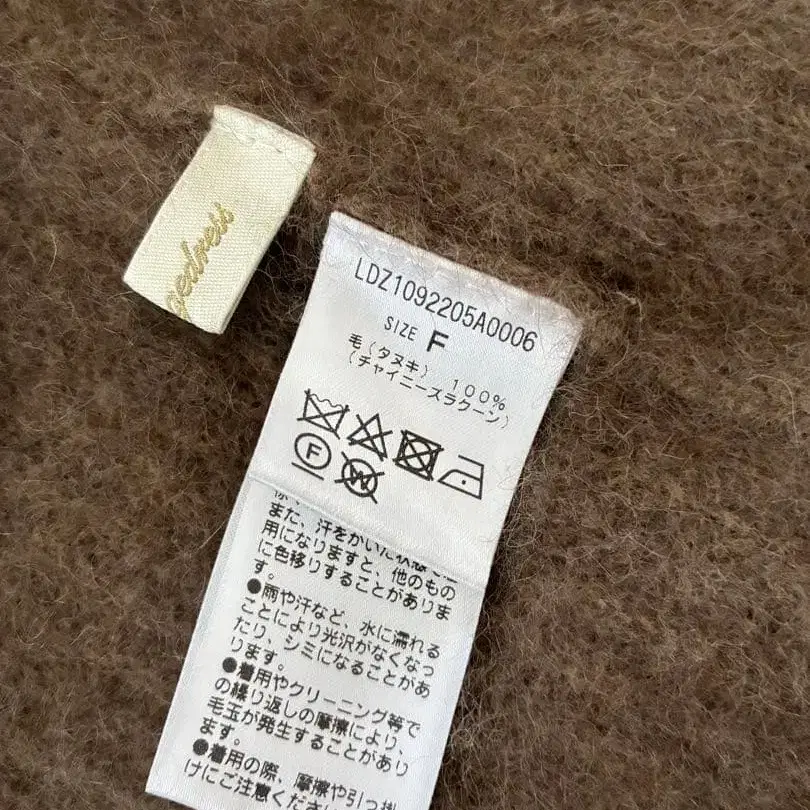 gedress
LDZ1092205A0006
SIZE F
毛(タヌキ) 100%
(チャイニーズラクーン)
F
W
また、汗をかいた状態で
用になりますと、他のもの
に色移りすることがありま
す。
●雨や汗など、水に濡れる
ことにより光沢がなくなっ
たり、シミになることがあ
ります。
●着用やクリーニング等で
の繰り返しの摩擦により、
毛玉が発生することがあり
ます。
●着用の際、摩擦や引っ掛
けにご注意ください